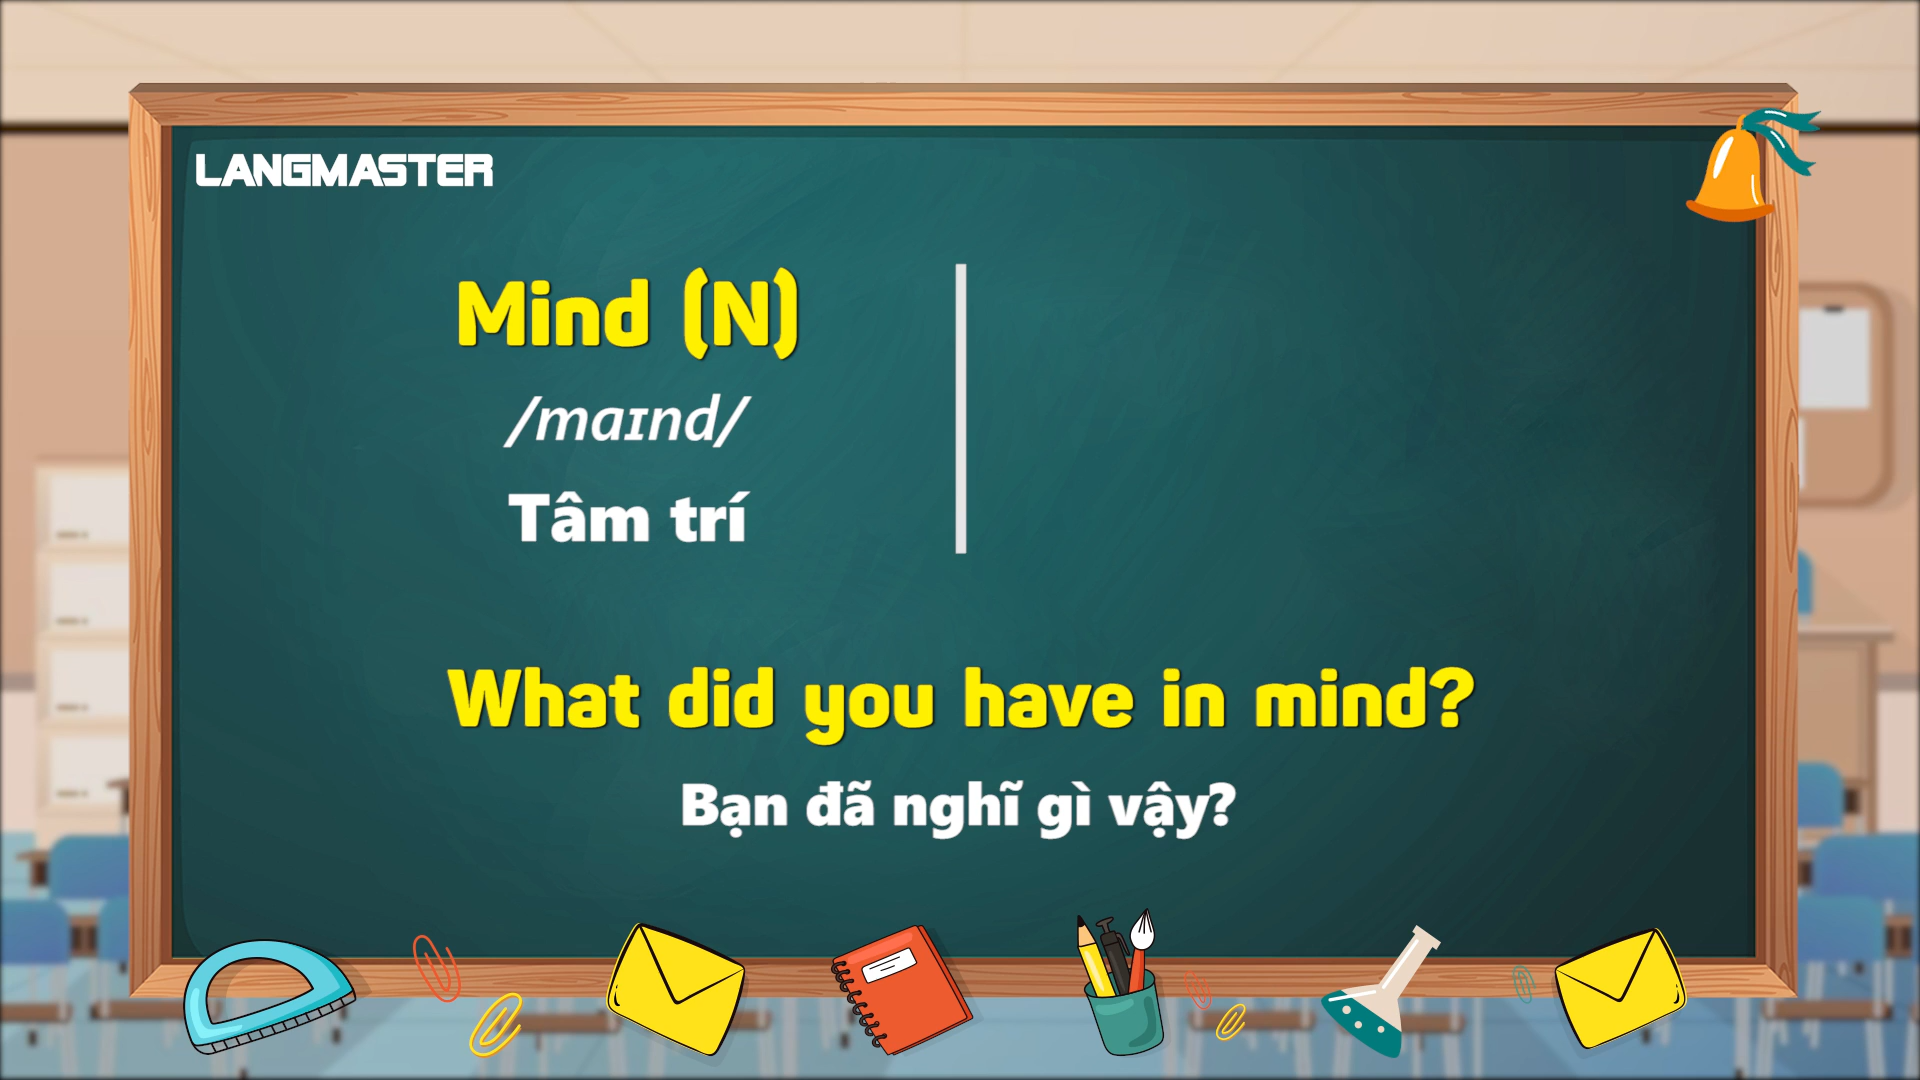 LANGMASTER
Mind (N)
/maɪnd/
Tâm trí
What did you have in mind?
Bạn đã nghĩ gì vậy?